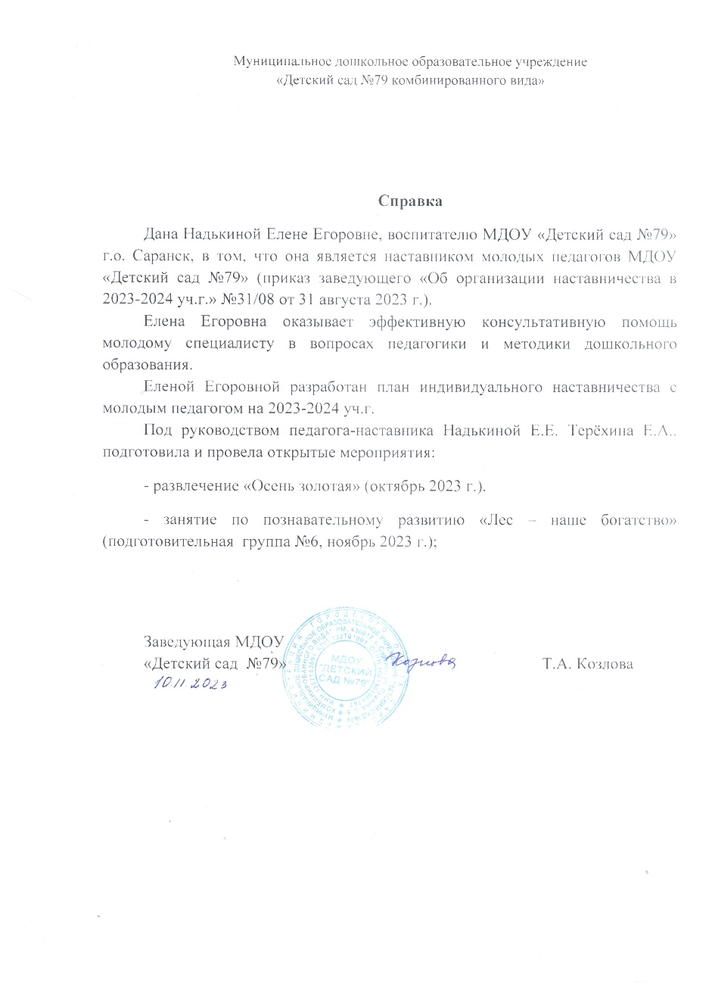 Муниципальное дошкольное образовательное учреждение
«Детский сад №79 комбинированного вида»
Справка
Дана Надькиной Елене Егоровне, воспитателю МДОУ «Детский сад №79»
г.о. Саранск, в том, что она является наставником молодых педагогов МДОУ
«Детский сад №79» (приказ заведующего «Об организации наставничества в
2023-2024 уч.г.» №31/08 от 31 августа 2023 г.).
Елена Егоровна оказывает эффективную консультативную помощь
молодому специалисту в вопросах педагогики и методики дошкольного
образования.
Еленой Егоровной разработан план индивидуального наставничества с
молодым педагогом на 2023-2024 уч.г.
Под руководством педагога-наставника Надькиной Е.Е. Терёхина Е.А..
подготовила и провела открытые мероприятия:
- развлечение «Осень золотая» (октябрь 2023 г.).
- занятие по познавательному развитию «Лес – наше богатство»
(подготовительная группа №6, ноябрь 2023 г.);
Заведующая МДОУ
«Детский сад №79» Козлова Т.А. Козлова
10.11.2023
МДОУ
"ДЕТСКИЙ
САД №79"